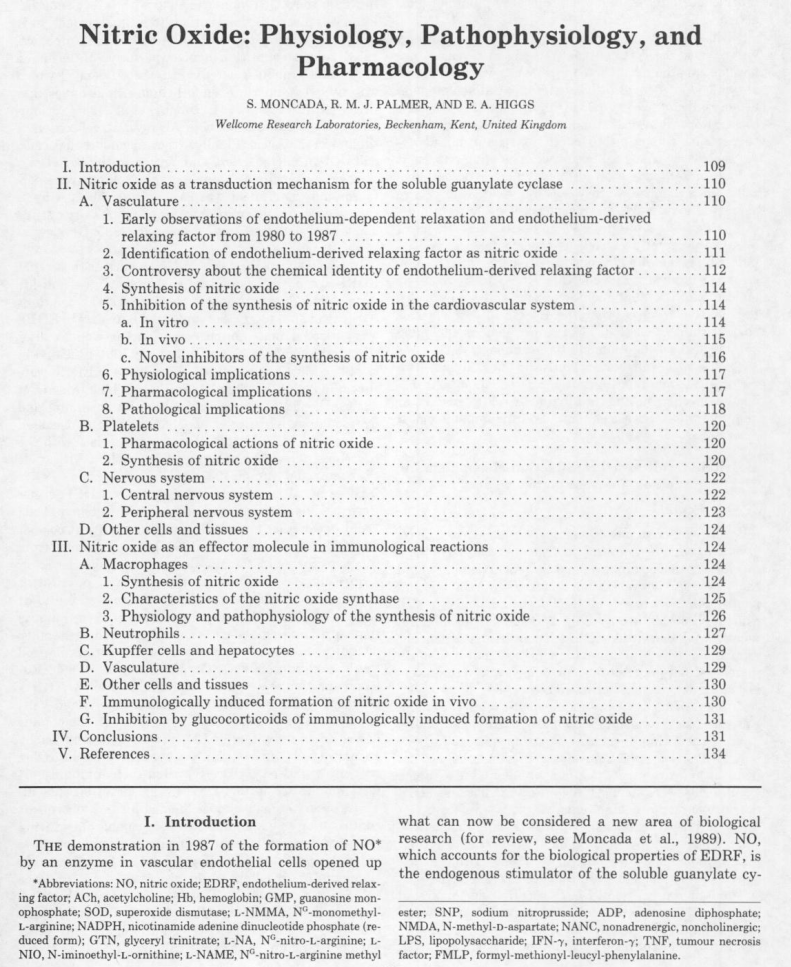 Nitric Oxide: Physiology, Pathophysiology, and
Pharmacology
S. MONCADA, R. M. J. PALMER, AND E. A. HIGGS
Wellcome Research Laboratories, Beckenham, Kent, United Kingdom
I. Introduction . . . . . 109
II. Nitric oxide as a transduction mechanism for the soluble guanylate cyclase . . . . . 110
A. Vasculature . . . . . 110
1. Early observations of endothelium-dependent relaxation and endothelium-derived
relaxing factor from 1980 to 1987 . . . . . 110
2. Identification of endothelium-derived relaxing factor as nitric oxide . . . . . 111
3. Controversy about the chemical identity of endothelium-derived relaxing factor . . . . . 112
4. Synthesis of nitric oxide . . . . . 114
5. Inhibition of the synthesis of nitric oxide in the cardiovascular system . . . . . 114
a. In vitro . . . . . 114
b. In vivo . . . . . 115
c. Novel inhibitors of the synthesis of nitric oxide . . . . . 116
6. Physiological implications . . . . . 117
7. Pharmacological implications . . . . . 117
8. Pathological implications . . . . . 118
B. Platelets . . . . . 120
1. Pharmacological actions of nitric oxide . . . . . 120
2. Synthesis of nitric oxide . . . . . 120
C. Nervous system . . . . . 122
1. Central nervous system . . . . . 122
2. Peripheral nervous system . . . . . 123
D. Other cells and tissues . . . . . 124
III. Nitric oxide as an effector molecule in immunological reactions . . . . . 124
A. Macrophages . . . . . 124
1. Synthesis of nitric oxide . . . . . 124
2. Characteristics of the nitric oxide synthase . . . . . 125
3. Physiology and pathophysiology of the synthesis of nitric oxide . . . . . 126
B. Neutrophils . . . . . 127
C. Kupffer cells and hepatocytes . . . . . 129
D. Vasculature . . . . . 129
E. Other cells and tissues . . . . . 130
F. Immunologically induced formation of nitric oxide in vivo . . . . . 130
G. Inhibition by glucocorticoids of immunologically induced formation of nitric oxide . . . . . 131
IV. Conclusions . . . . . 131
V. References . . . . . 134
I. Introduction
THE demonstration in 1987 of the formation of NO*
by an enzyme in vascular endothelial cells opened up
*Abbreviations: NO, nitric oxide; EDRF, endothelium-derived relax-
ing factor; ACh, acetylcholine; Hb, hemoglobin; GMP, guanosine mon-
ophosphate; SOD, superoxide dismutase; L-NMMA, Nᴳ-monomethyl-
L-arginine; NADPH, nicotinamide adenine dinucleotide phosphate (re-
duced form); GTN, glyceryl trinitrate; L-NA, Nᴳ-nitro-L-arginine; L-
NIO, N-iminoethyl-L-ornithine; L-NAME, Nᴳ-nitro-L-arginine methyl
what can now be considered a new area of biological
research (for review, see Moncada et al., 1989). NO,
which accounts for the biological properties of EDRF, is
the endogenous stimulator of the soluble guanylate cy-
ester; SNP, sodium nitroprusside; ADP, adenosine diphosphate;
NMDA, N-methyl-D-aspartate; NANC, nonadrenergic, noncholinergic;
LPS, lipopolysaccharide; IFN-γ, interferon-γ; TNF, tumour necrosis
factor; FMLP, formyl-methionyl-leucyl-phenylalanine.